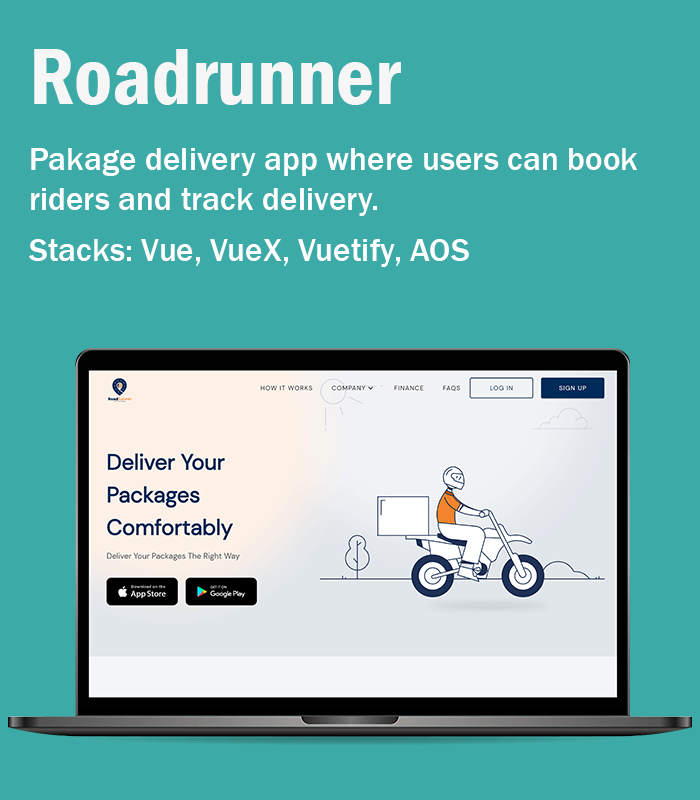 Roadrunner
Pakage delivery app where users can book
riders and track delivery.
Stacks: Vue, VueX, Vuetify, AOS
RoadRunner
HOW IT WORKS COMPANY FINANCE FAQS LOG IN SIGN UP
Deliver Your
Packages
Comfortably
Deliver Your Packages The Right Way
Download on the
App Store
GET IT ON
Google Play